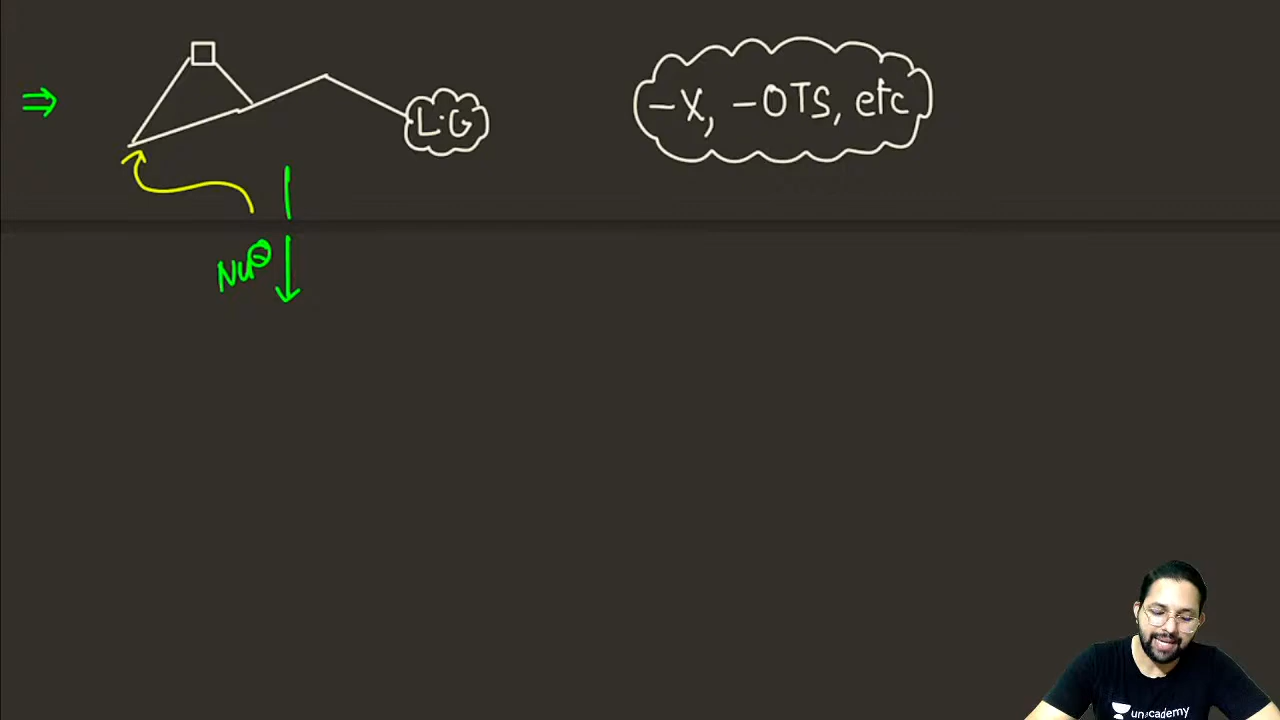 ⇒ L.G -X, -OTS, etc
Nu⊖
unacademy